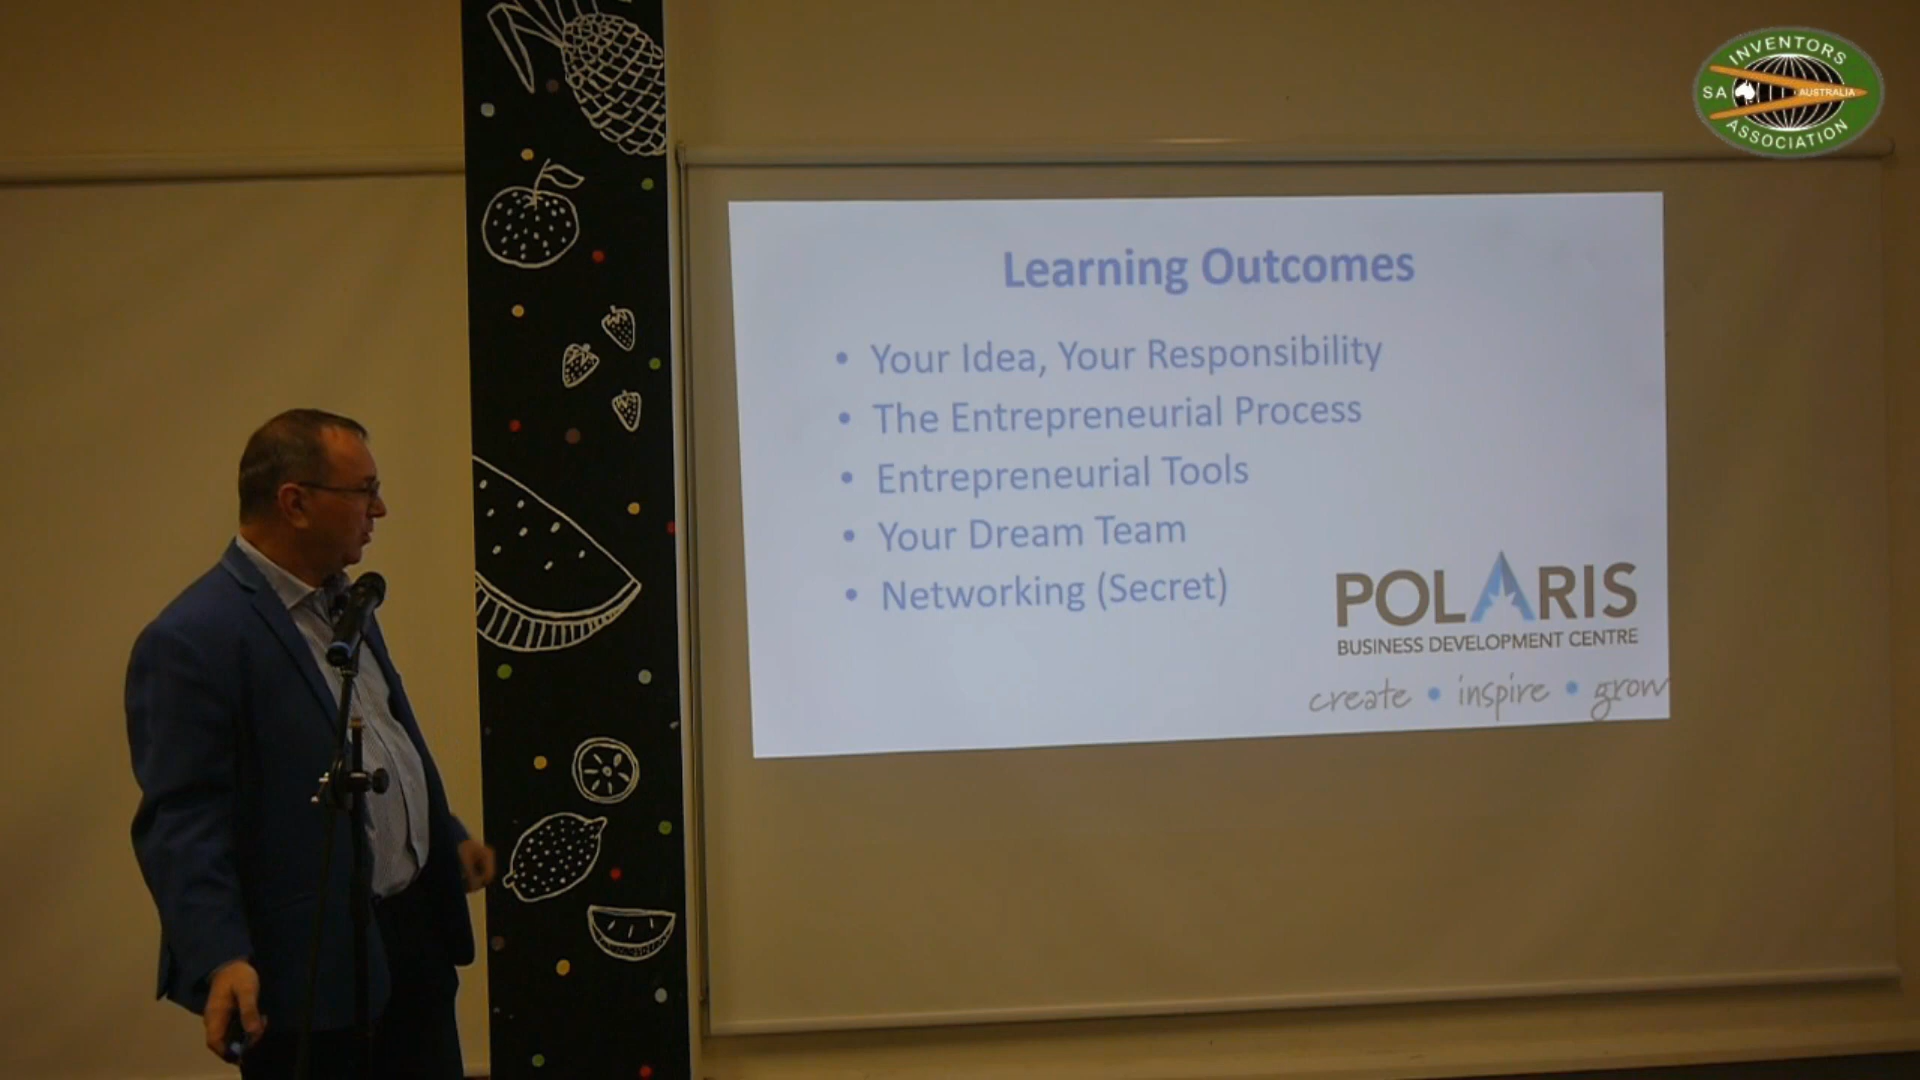 INVENTORS
SA AUSTRALIA
ASSOCIATION
Learning Outcomes
• Your Idea, Your Responsibility
• The Entrepreneurial Process
• Entrepreneurial Tools
• Your Dream Team
• Networking (Secret)
POLARIS
BUSINESS DEVELOPMENT CENTRE
create • inspire • grow